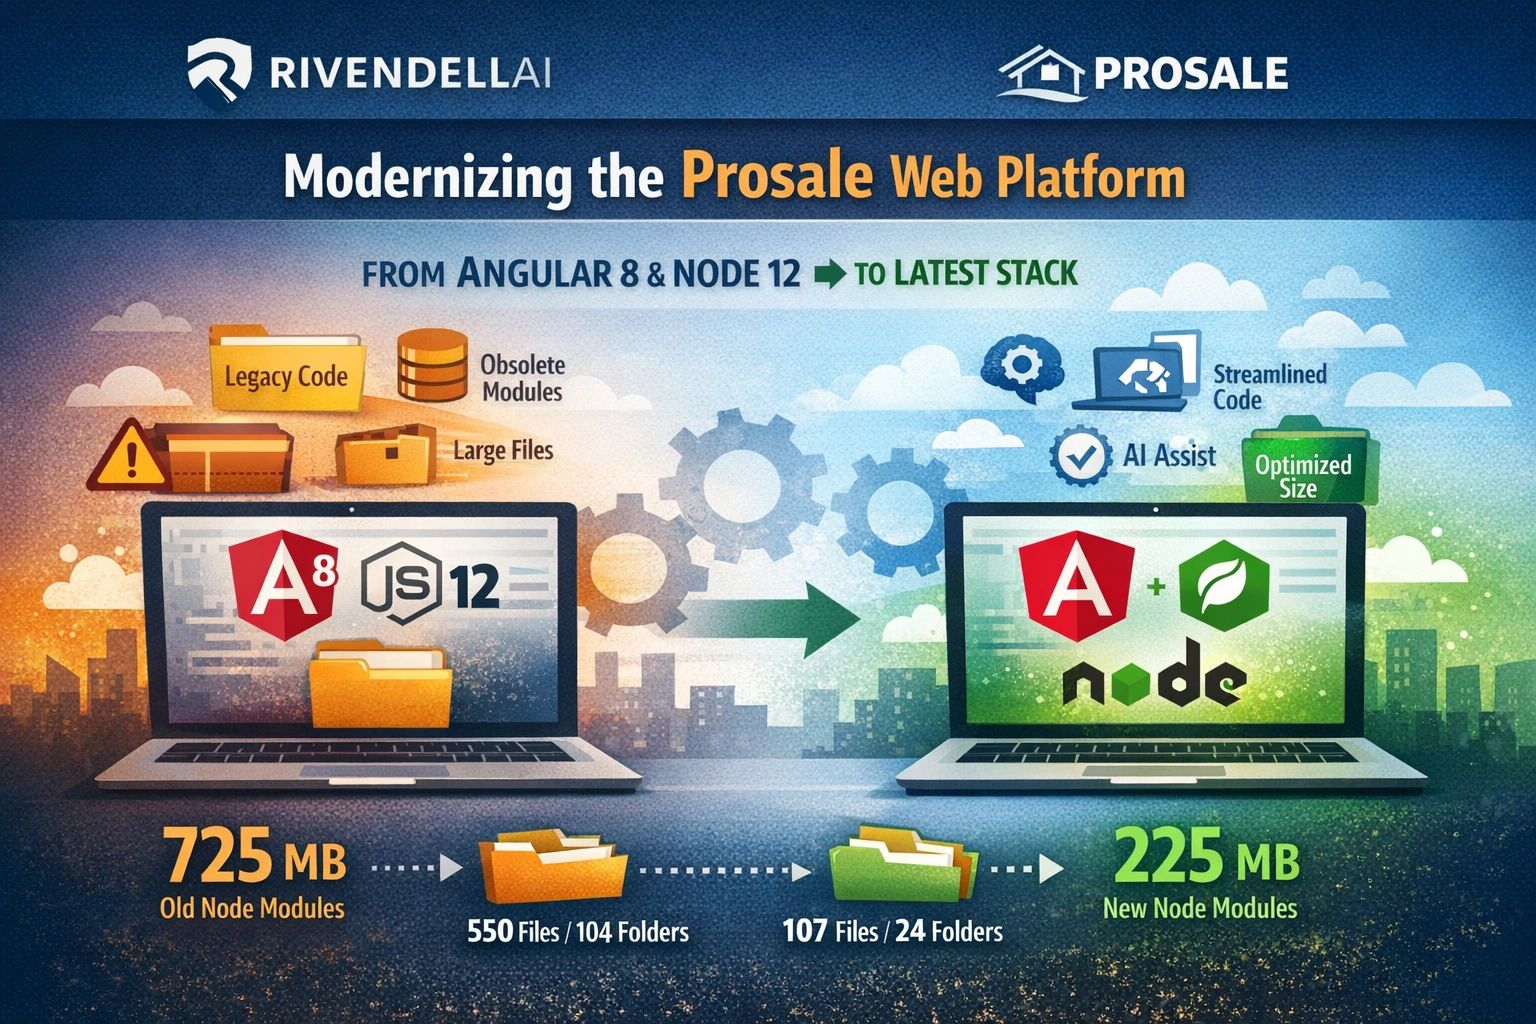 RIVENDELLAI
PROSALE
Modernizing the Prosale Web Platform
FROM ANGULAR 8 & NODE 12 TO LATEST STACK
Legacy Code
Obsolete
Modules
Large Files
Streamlined
Code
AI Assist
Optimized
Size
A 8
JS 12
A +
node
725 MB
Old Node Modules
550 Files / 104 Folders
107 Files / 24 Folders
225 MB
New Node Modules